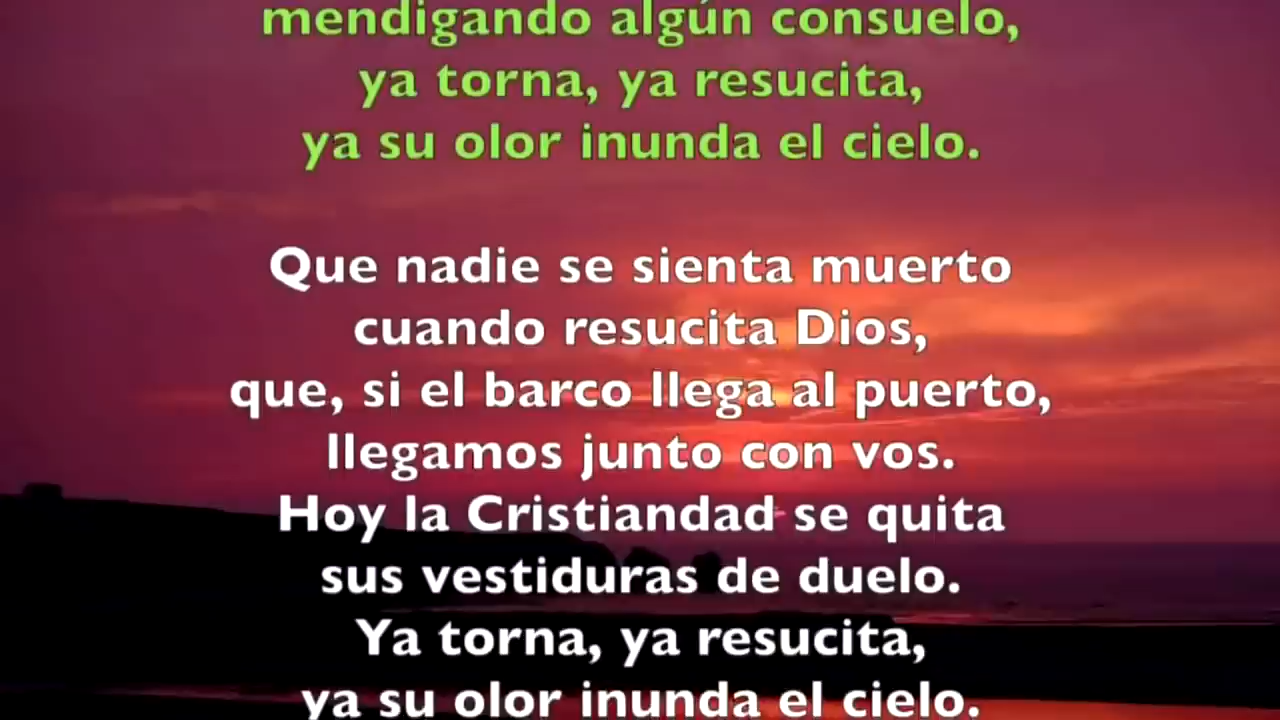 mendigando algún consuelo,
ya torna, ya resucita,
ya su olor inunda el cielo.
Que nadie se sienta muerto
cuando resucita Dios,
que, si el barco llega al puerto,
llegamos junto con vos.
Hoy la Cristiandad se quita
sus vestiduras de duelo.
Ya torna, ya resucita,
ya su olor inunda el cielo.